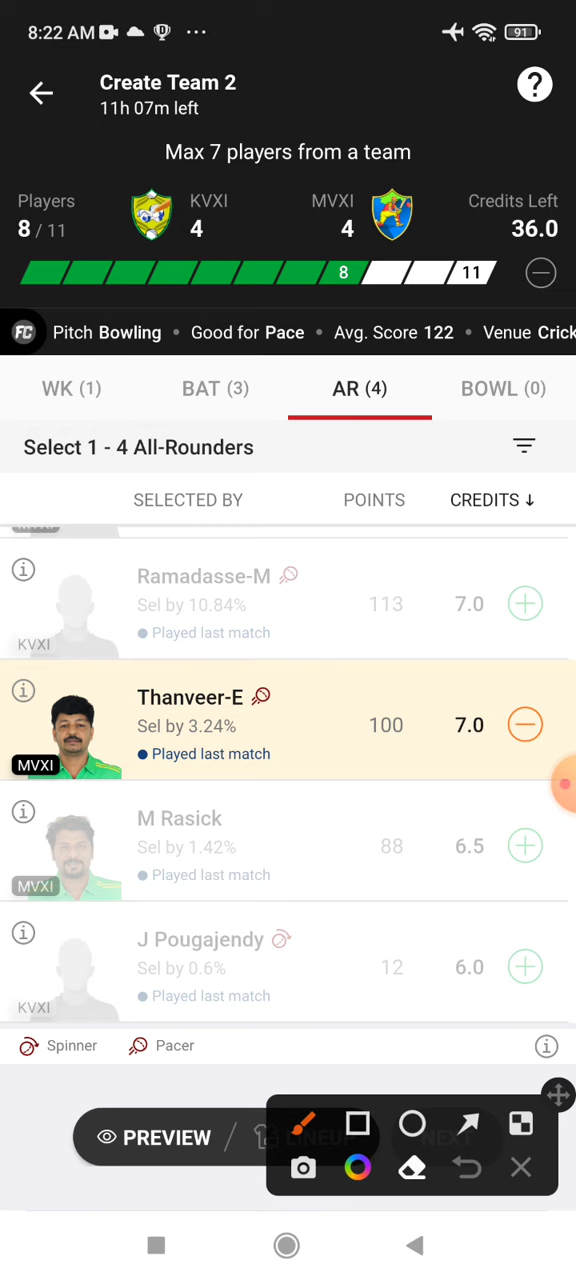 8:22 AM ...
91
Create Team 2
11h 07m left
?
Max 7 players from a team
Players
8 / 11
KVXI
4
MVXI
4
Credits Left
36.0
8
11
FC Pitch Bowling • Good for Pace • Avg. Score 122 • Venue Crick
WK (1)
BAT (3)
AR (4)
BOWL (0)
Select 1 - 4 All-Rounders
SELECTED BY
POINTS
CREDITS ↓
Ramadasse-M
Sel by 10.84%
Played last match
KVXI
113
7.0
Thanveer-E
Sel by 3.24%
Played last match
MVXI
100
7.0
M Rasick
Sel by 1.42%
Played last match
MVXI
88
6.5
J Pougajendy
Sel by 0.6%
Played last match
KVXI
12
6.0
Spinner
Pacer
PREVIEW / LINEUP
NEXT